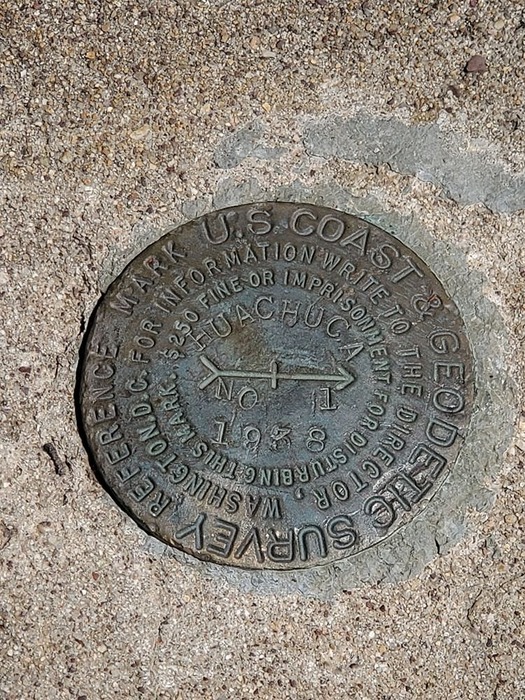 U.S. COAST & GEODETIC SURVEY
REFERENCE MARK
FOR INFORMATION WRITE TO THE DIRECTOR, WASHINGTON, D.C.
$250 FINE OR IMPRISONMENT FOR DISTURBING THIS MARK.
HUACHUCA
NO 1